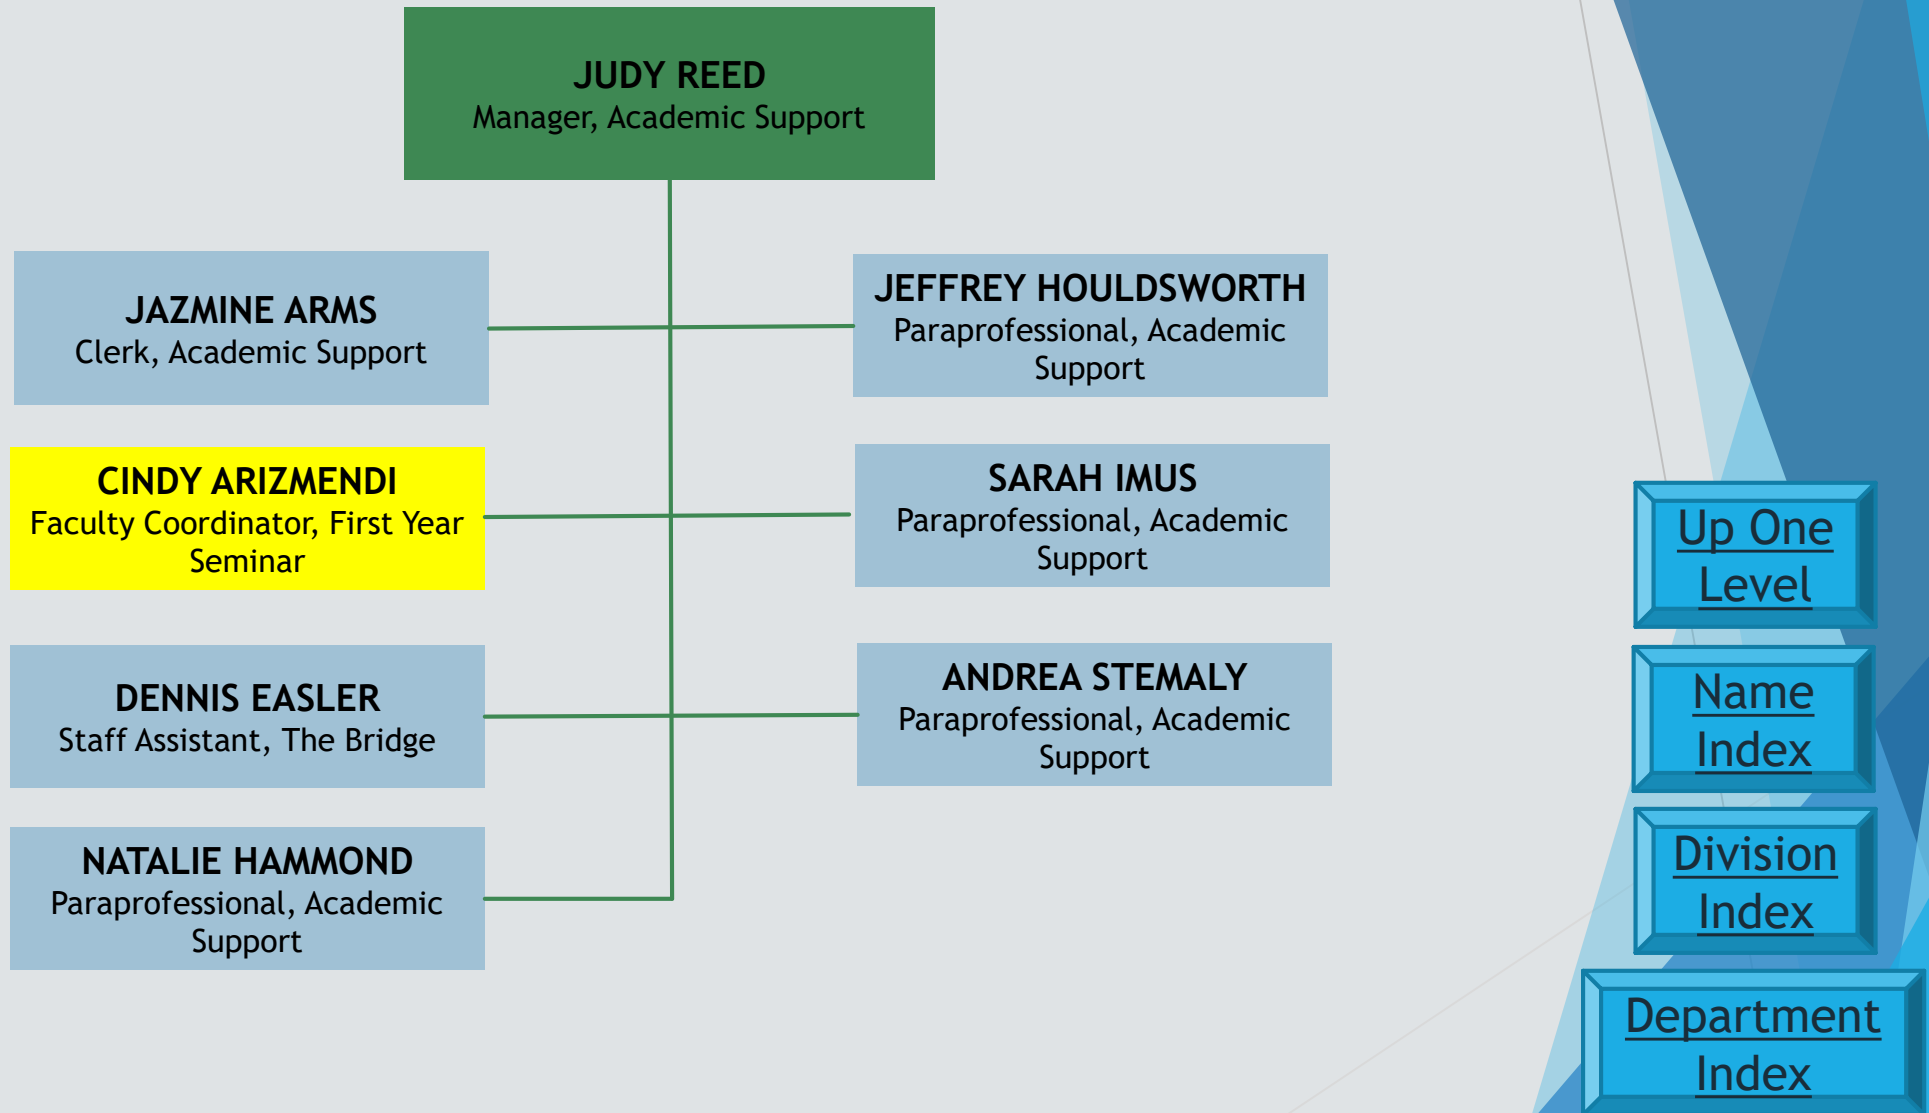 JUDY REED
Manager, Academic Support
JAZMINE ARMS
Clerk, Academic Support
JEFFREY HOULDSWORTH
Paraprofessional, Academic
Support
CINDY ARIZMENDI
Faculty Coordinator, First Year
Seminar
SARAH IMUS
Paraprofessional, Academic
Support
DENNIS EASLER
Staff Assistant, The Bridge
ANDREA STEMALY
Paraprofessional, Academic
Support
NATALIE HAMMOND
Paraprofessional, Academic
Support
Up One
Level
Name
Index
Division
Index
Department
Index